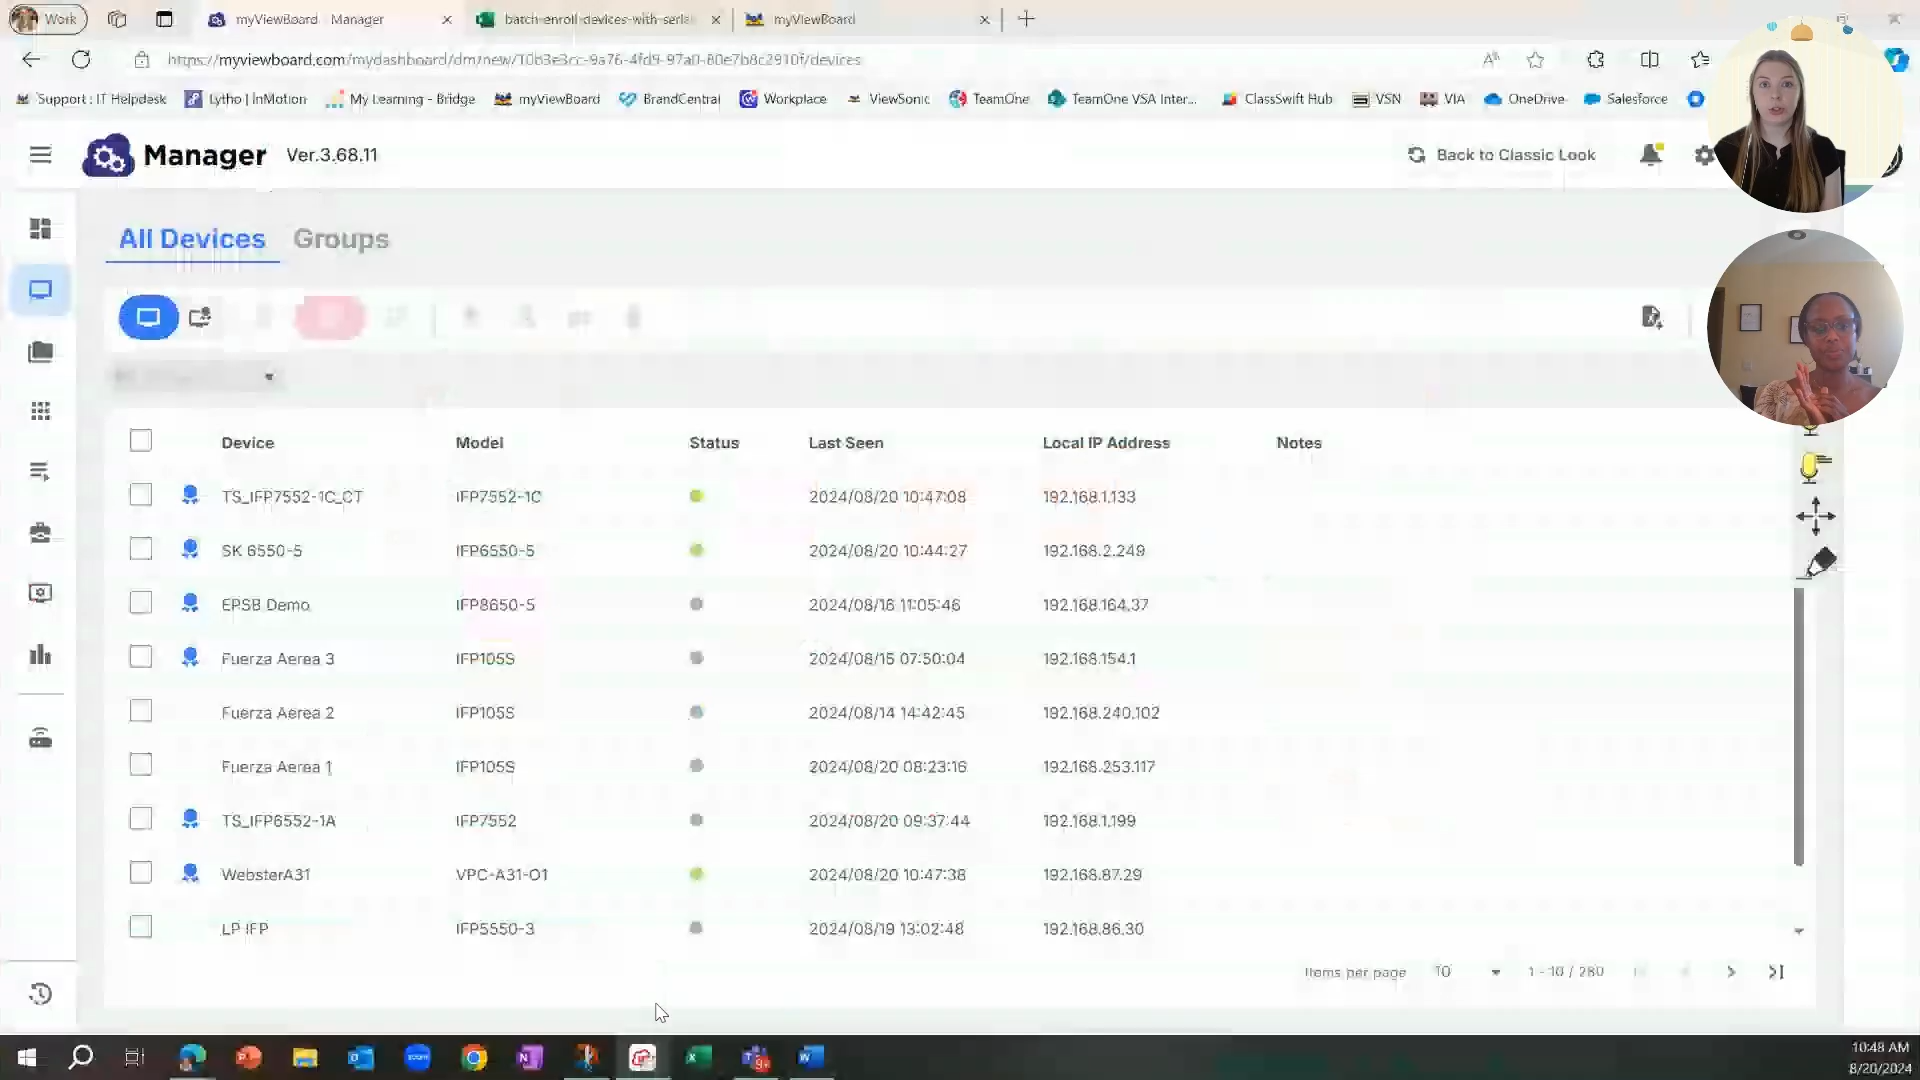 Work
myViewBoard - Manager
batch-enroll-devices-with-serial
myViewBoard
https://myviewboard.com/mydashboard/dm/new/10b3e3cc-9a76-4fd9-97a0-80e7b8c2910f/devices
Support : IT Helpdesk
Lytho | InMotion
My Learning - Bridge
myViewBoard
BrandCentral
Workplace
ViewSonic
TeamOne
TeamOne VSA Inter...
ClassSwift Hub
VSN
VIA
OneDrive
Salesforce
Manager Ver.3.68.11
Back to Classic Look
All Devices Groups
Device Model Status Last Seen Local IP Address Notes
TS_IFP7552-1C_CT IFP7552-1C 2024/08/20 10:47:08 192.168.1.133
SK 6550-5 IFP6550-5 2024/08/20 10:44:27 192.168.2.249
EPSB Demo IFP8650-5 2024/08/16 11:05:46 192.168.164.37
Fuerza Aerea 3 IFP105S 2024/08/15 07:50:04 192.168.154.1
Fuerza Aerea 2 IFP105S 2024/08/14 14:42:45 192.168.240.102
Fuerza Aerea 1 IFP105S 2024/08/20 08:23:16 192.168.253.117
TS_IFP6552-1A IFP7552 2024/08/20 09:37:44 192.168.1.199
WebsterA31 VPC-A31-O1 2024/08/20 10:47:38 192.168.87.29
LP IFP IFP5550-3 2024/08/19 13:02:48 192.168.86.30
Items per page 10 1 - 10 / 280
zoom
10:48 AM
8/20/2024